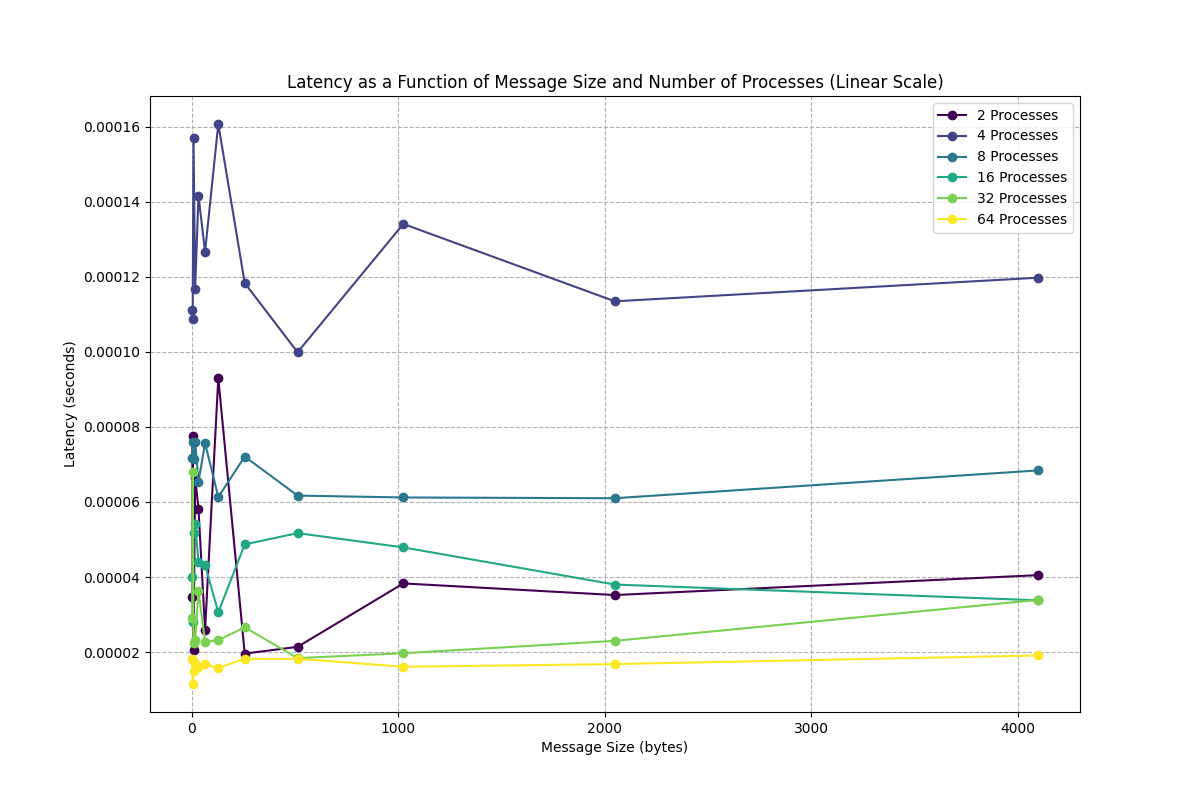 Latency as a Function of Message Size and Number of Processes (Linear Scale)
2 Processes
4 Processes
8 Processes
16 Processes
32 Processes
64 Processes
0.00016
0.00014
0.00012
0.00010
0.00008
0.00006
0.00004
0.00002
Latency (seconds)
0 1000 2000 3000 4000
Message Size (bytes)